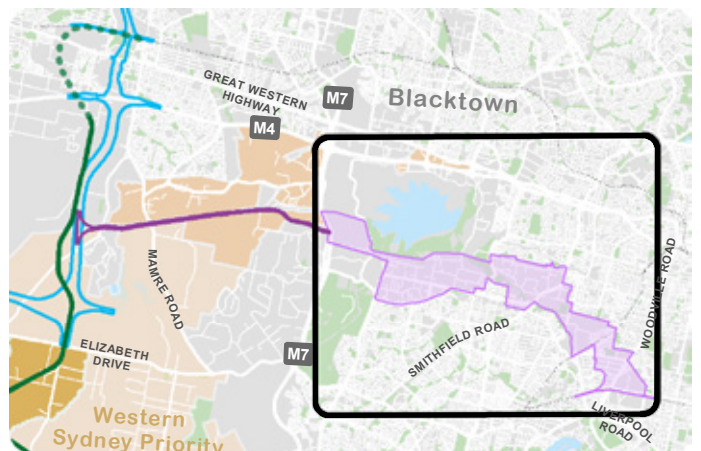 GREAT WESTERN
HIGHWAY
M7
Blacktown
M4
MAMRE ROAD
WOODVILLE ROAD
SMITHFIELD ROAD
M7
ELIZABETH
DRIVE
LIVERPOOL
ROAD
Western
Sydney Priority